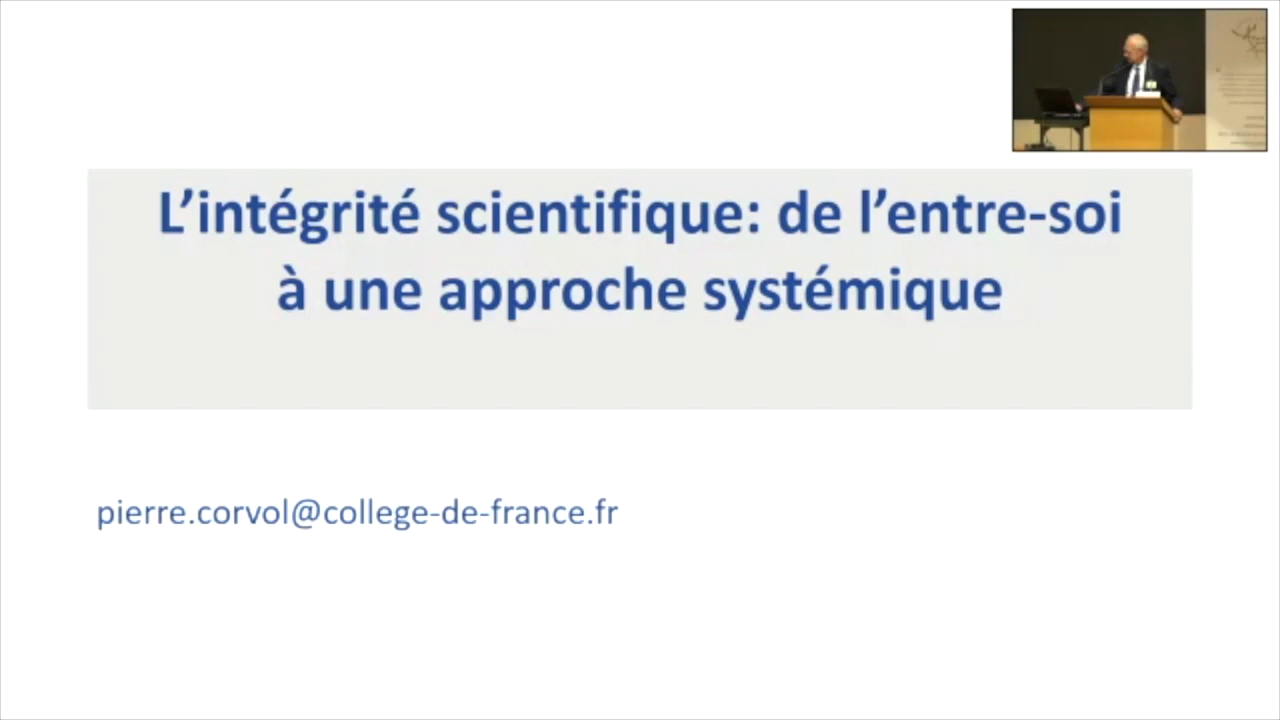 L’intégrité scientifique: de l’entre-soi
à une approche systémique
pierre.corvol@college-de-france.fr